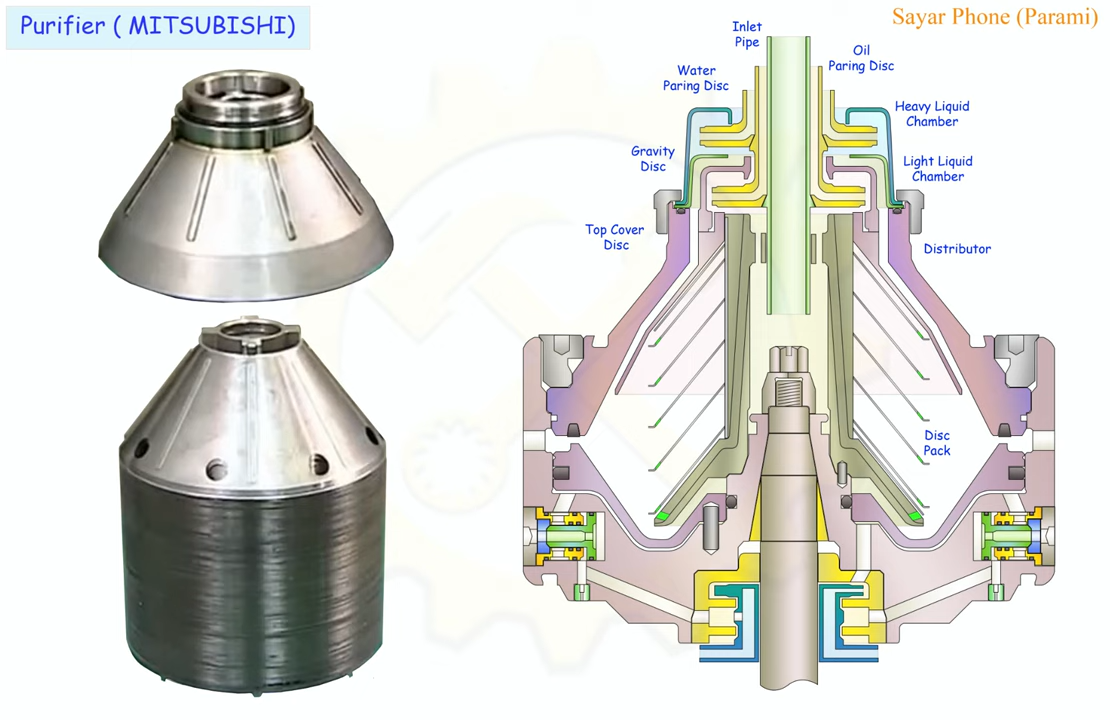 Purifier ( MITSUBISHI)
Sayar Phone (Parami)
Inlet
Pipe
Oil
Paring Disc
Water
Paring Disc
Heavy Liquid
Chamber
Gravity
Disc
Light Liquid
Chamber
Top Cover
Disc
Distributor
Disc
Pack